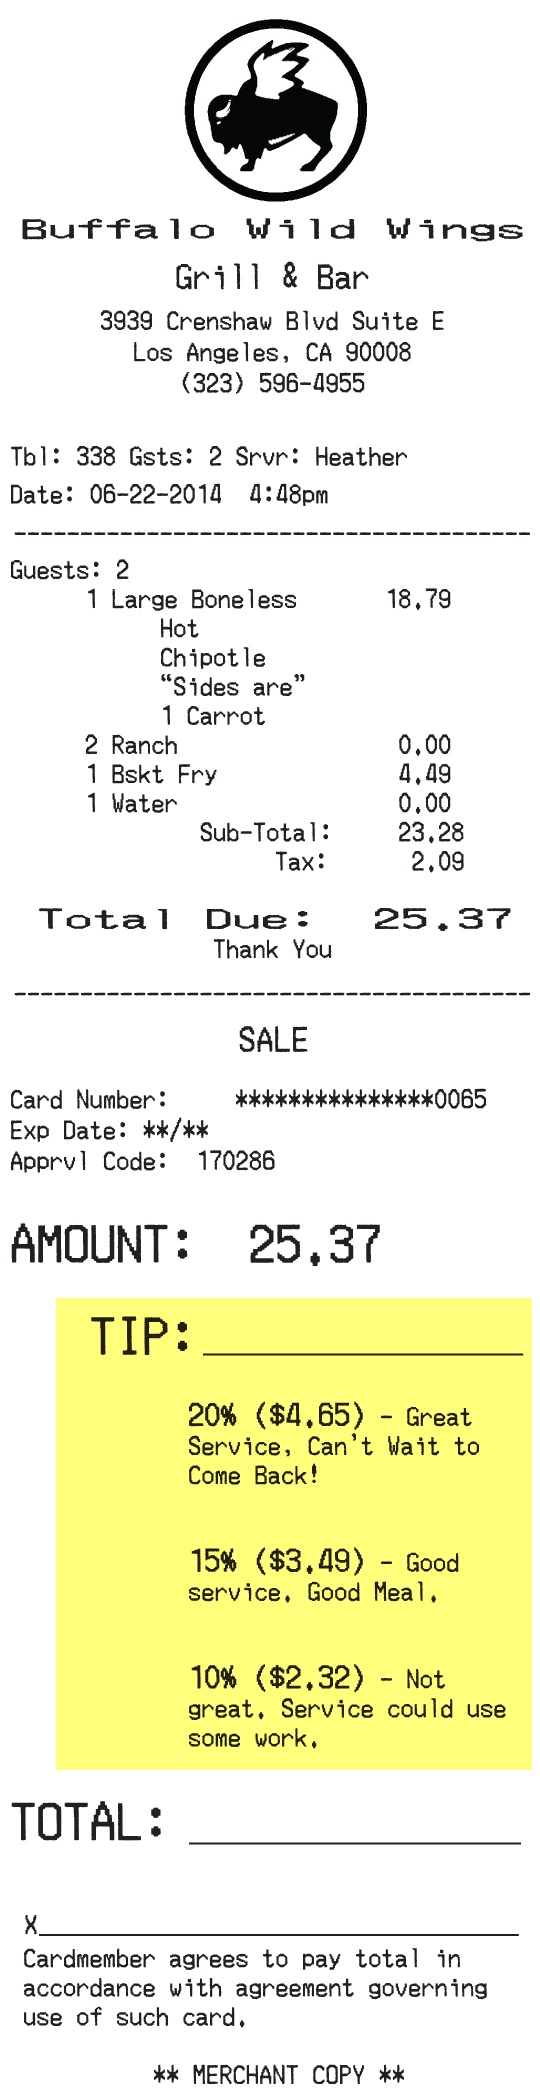 Buffalo Wild Wings
Grill & Bar
3939 Crenshaw Blvd Suite E
Los Angeles, CA 90008
(323) 596-4955
Tbl: 338 Gsts: 2 Srvr: Heather
Date: 06-22-2014 4:48pm
---------------------------------------
Guests: 2
1 Large Boneless 18.79
Hot
Chipotle
“Sides are”
1 Carrot
2 Ranch 0.00
1 Bskt Fry 4.49
1 Water 0.00
Sub-Total: 23.28
Tax: 2.09
Total Due: 25.37
Thank You
---------------------------------------
SALE
Card Number: ***************0065
Exp Date: **/**
Apprvl Code: 170286
AMOUNT: 25.37
TIP:
20% ($4.65) - Great
Service, Can't Wait to
Come Back!
15% ($3.49) - Good
service. Good Meal.
10% ($2.32) - Not
great. Service could use
some work.
TOTAL:
X
Cardmember agrees to pay total in
accordance with agreement governing
use of such card.
** MERCHANT COPY **